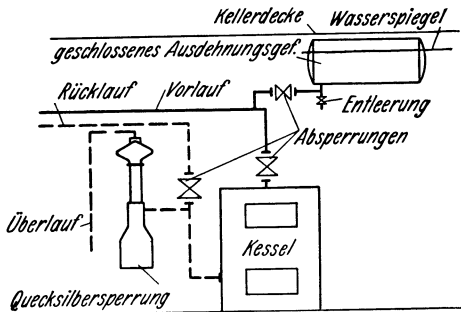 Kellerdecke Wasserspiegel
geschlossenes Ausdehnungsgef.
Rücklauf Vorlauf
Entleerung
Absperrungen
Überlauf
Kessel
Quecksilbersperrung